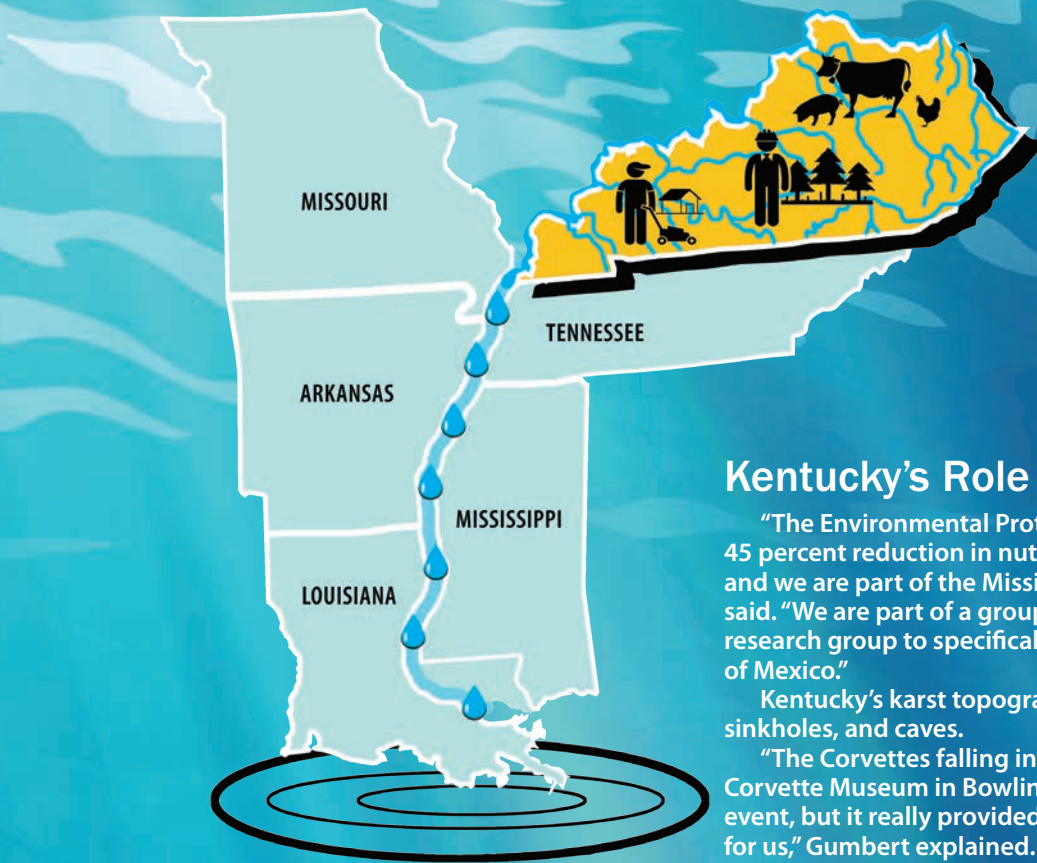 MISSOURI
TENNESSEE
ARKANSAS
MISSISSIPPI
LOUISIANA
Kentucky’s Role
“The Environmental
45 percent reduction in
and we are part of the
said. “We are part of a
research group to
of Mexico.”
Kentucky’s karst
sinkholes, and caves.
“The Corvettes falling
Corvette Museum in
event, but it really provided
for us,” Gumbert explained.